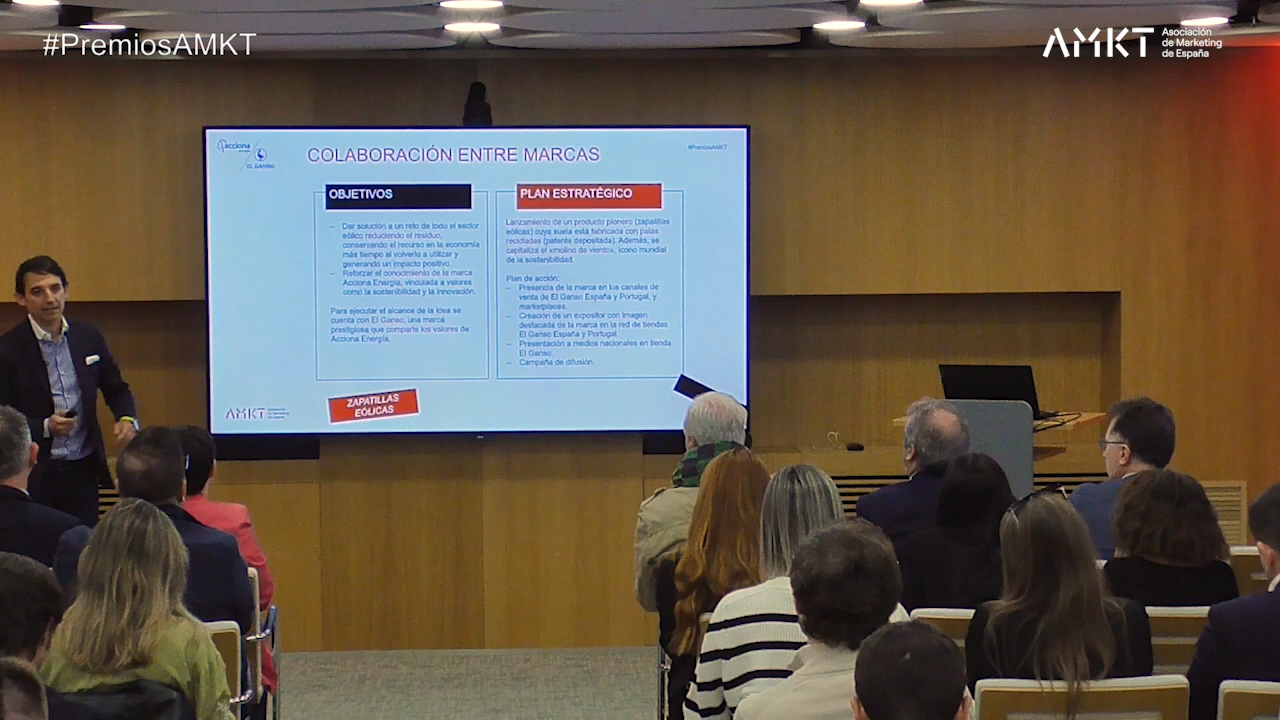 #PremiosAMKT
AMKT Asociación
de Marketing
de España
acciona
EL GANSO
COLABORACIÓN ENTRE MARCAS
#PremiosAMKT
OBJETIVOS
– Dar solución a un reto de todo el sector
eólico reduciendo el residuo,
conservando el recurso en la economía
más tiempo al volverlo a utilizar y
generando un impacto positivo.
– Reforzar el conocimiento de la marca
Acciona Energía, vinculada a valores
como la sostenibilidad y la innovación.
Para ejecutar el alcance de la idea se
cuenta con El Ganso, una marca
prestigiosa que comparte los valores de
Acciona Energía.
PLAN ESTRATÉGICO
Lanzamiento de un producto pionero (zapatillas
eólicas) cuya suela está fabricada con palas
recicladas (patente depositada). Además, se
capitaliza el «molino de viento», icono mundial
de la sostenibilidad.
Plan de acción:
– Presencia de la marca en los canales de
venta de El Ganso España y Portugal, y
marketplaces.
– Creación de un expositor con imagen
destacada de la marca en la red de tiendas
El Ganso España y Portugal.
– Presentación a medios nacionales en tienda
El Ganso.
– Campaña de difusión.
ZAPATILLAS
EÓLICAS
AMKT